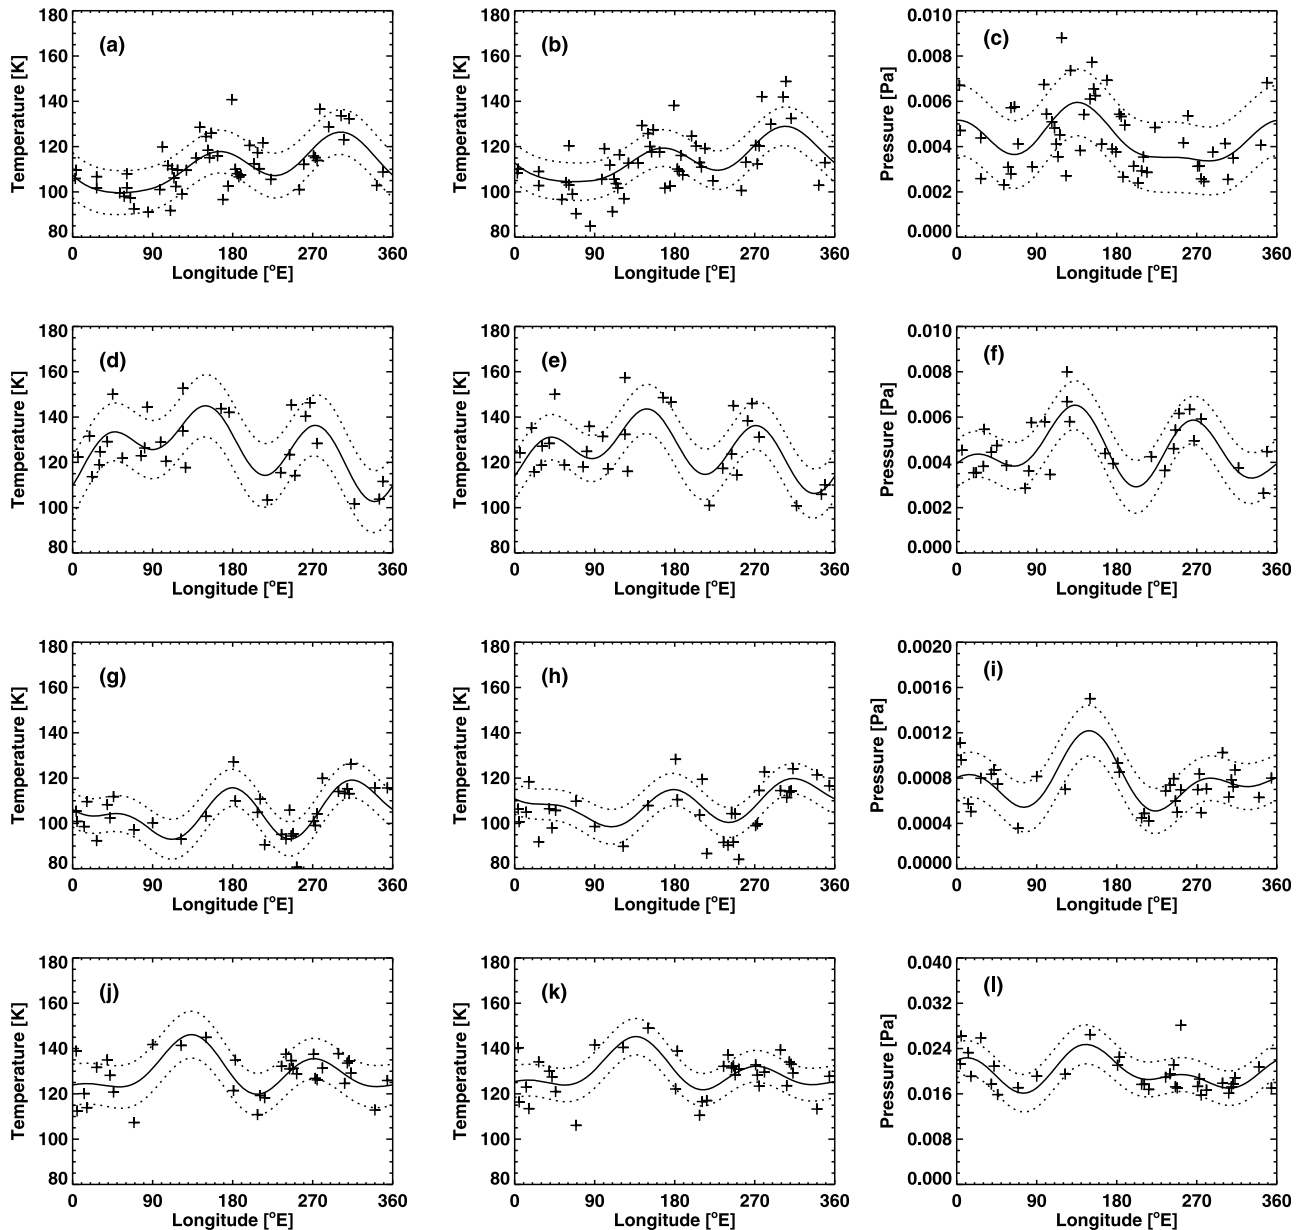 (a)
Temperature [K]
180
160
140
120
100
80
0 90 180 270 360
Longitude [°E]
(b)
Temperature [K]
180
160
140
120
100
80
0 90 180 270 360
Longitude [°E]
(c)
Pressure [Pa]
0.010
0.008
0.006
0.004
0.002
0.000
0 90 180 270 360
Longitude [°E]
(d)
Temperature [K]
180
160
140
120
100
80
0 90 180 270 360
Longitude [°E]
(e)
Temperature [K]
180
160
140
120
100
80
0 90 180 270 360
Longitude [°E]
(f)
Pressure [Pa]
0.010
0.008
0.006
0.004
0.002
0.000
0 90 180 270 360
Longitude [°E]
(g)
Temperature [K]
180
160
140
120
100
80
0 90 180 270 360
Longitude [°E]
(h)
Temperature [K]
180
160
140
120
100
80
0 90 180 270 360
Longitude [°E]
(i)
Pressure [Pa]
0.0020
0.0016
0.0012
0.0008
0.0004
0.0000
0 90 180 270 360
Longitude [°E]
(j)
Temperature [K]
180
160
140
120
100
80
0 90 180 270 360
Longitude [°E]
(k)
Temperature [K]
180
160
140
120
100
80
0 90 180 270 360
Longitude [°E]
(l)
Pressure [Pa]
0.040
0.032
0.024
0.016
0.008
0.000
0 90 180 270 360
Longitude [°E]